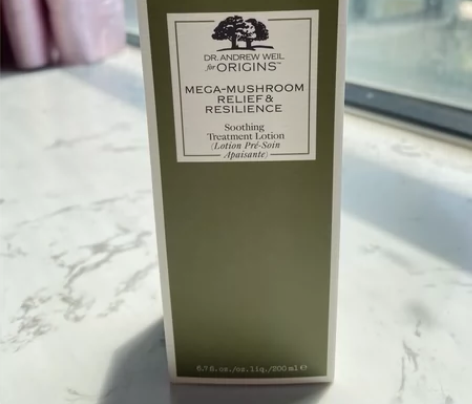 DR. ANDREW WEIL
for ORIGINS™
MEGA-MUSHROOM
RELIEF &
RESILIENCE
Soothing
Treatment Lotion
(Lotion Pré-Soin
Apaisante)
6.7 fl. oz./oz. liq./200 ml ℮